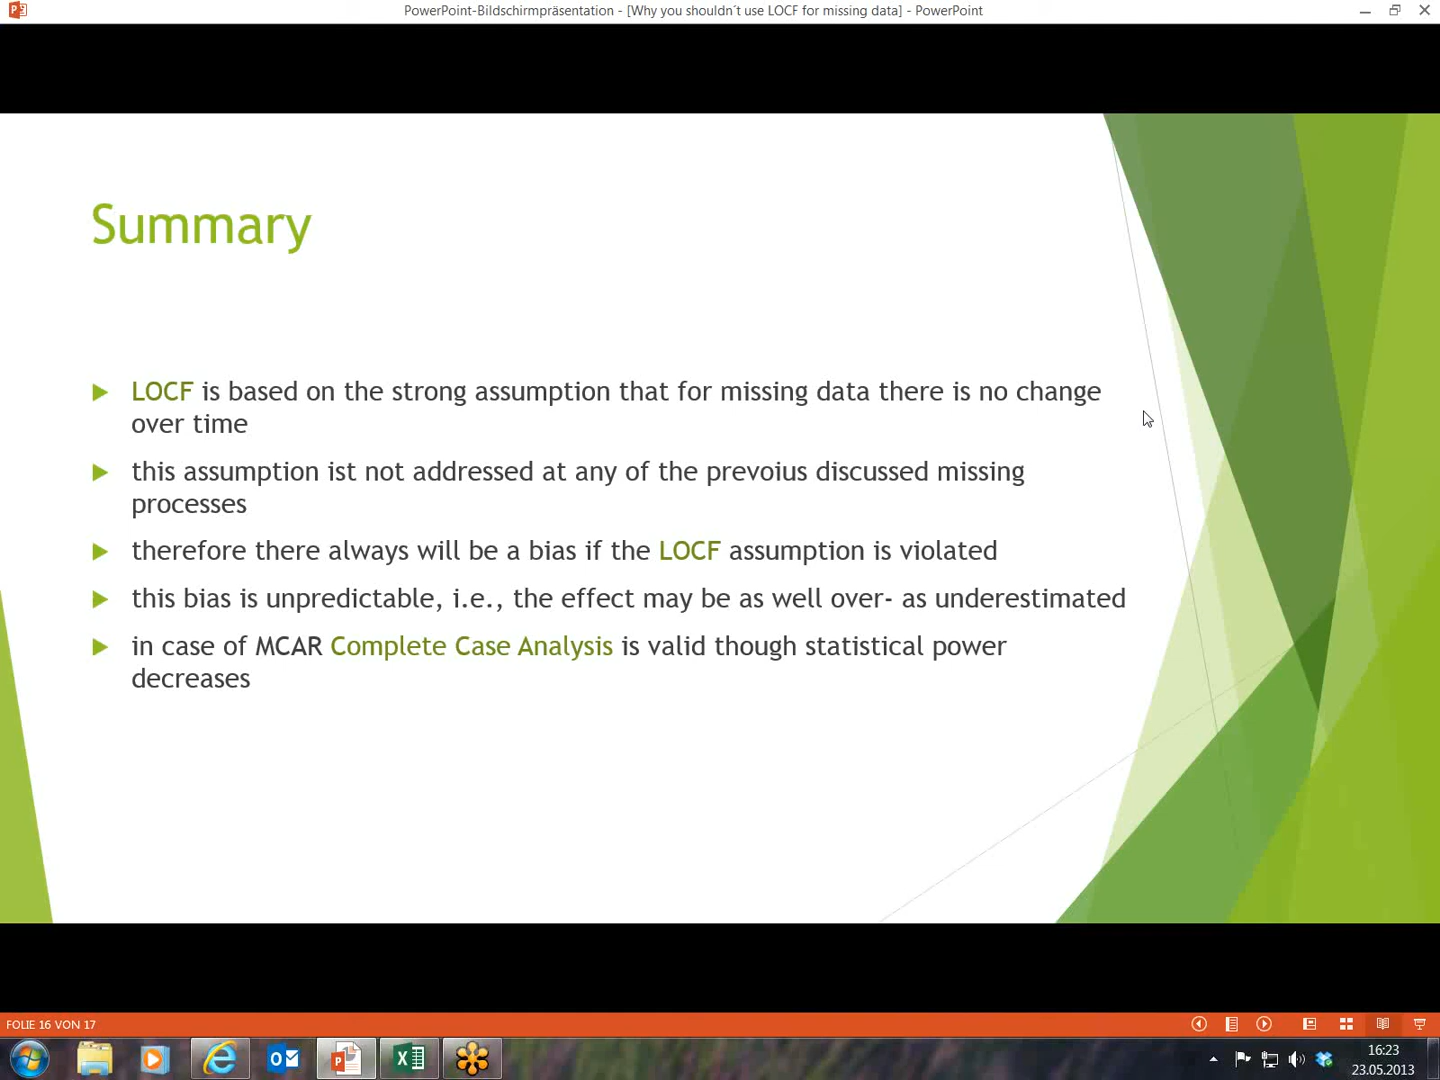 PowerPoint-Bildschirmpräsentation - [Why you shouldn´t use LOCF for missing data] - PowerPoint
Summary
LOCF is based on the strong assumption that for missing data there is no change
over time
this assumption ist not addressed at any of the prevoius discussed missing
processes
therefore there always will be a bias if the LOCF assumption is violated
this bias is unpredictable, i.e., the effect may be as well over- as underestimated
in case of MCAR Complete Case Analysis is valid though statistical power
decreases
FOLIE 16 VON 17
16:23
23.05.2013